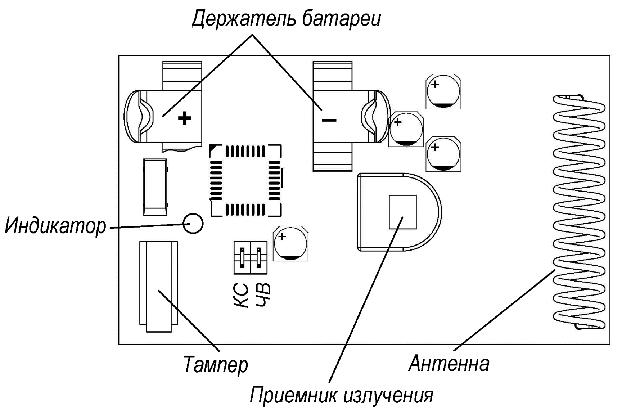 Держатель батареи
+
−
+
+
+
Индикатор
+
КС
ЧВ
Тампер
Антенна
Приемник излучения